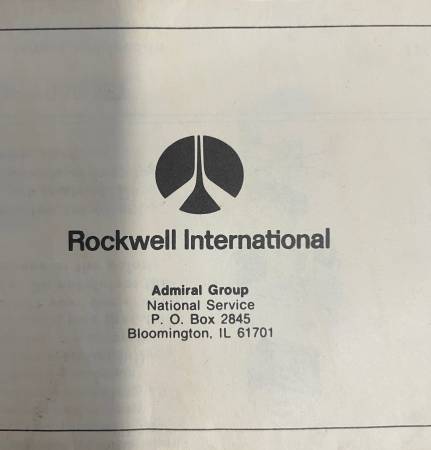 Rockwell International
Admiral Group
National Service
P. O. Box 2845
Bloomington, IL 61701